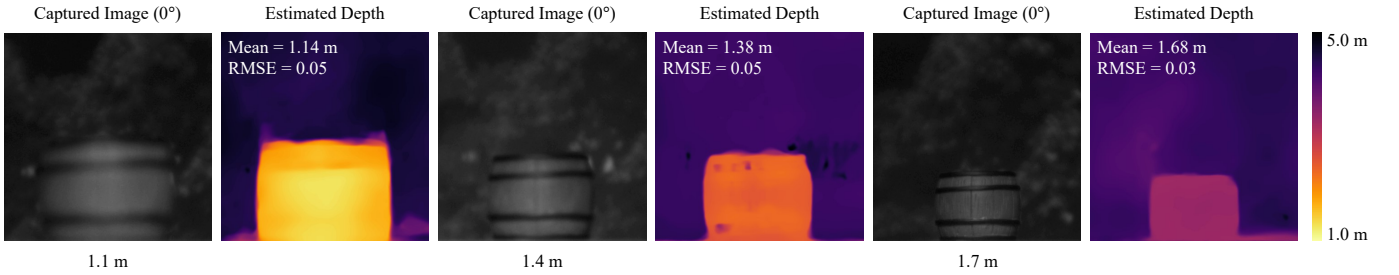 Captured Image (0°)
Estimated Depth
Captured Image (0°)
Estimated Depth
Captured Image (0°)
Estimated Depth
Mean = 1.14 m
RMSE = 0.05
Mean = 1.38 m
RMSE = 0.05
Mean = 1.68 m
RMSE = 0.03
5.0 m
1.0 m
1.1 m
1.4 m
1.7 m